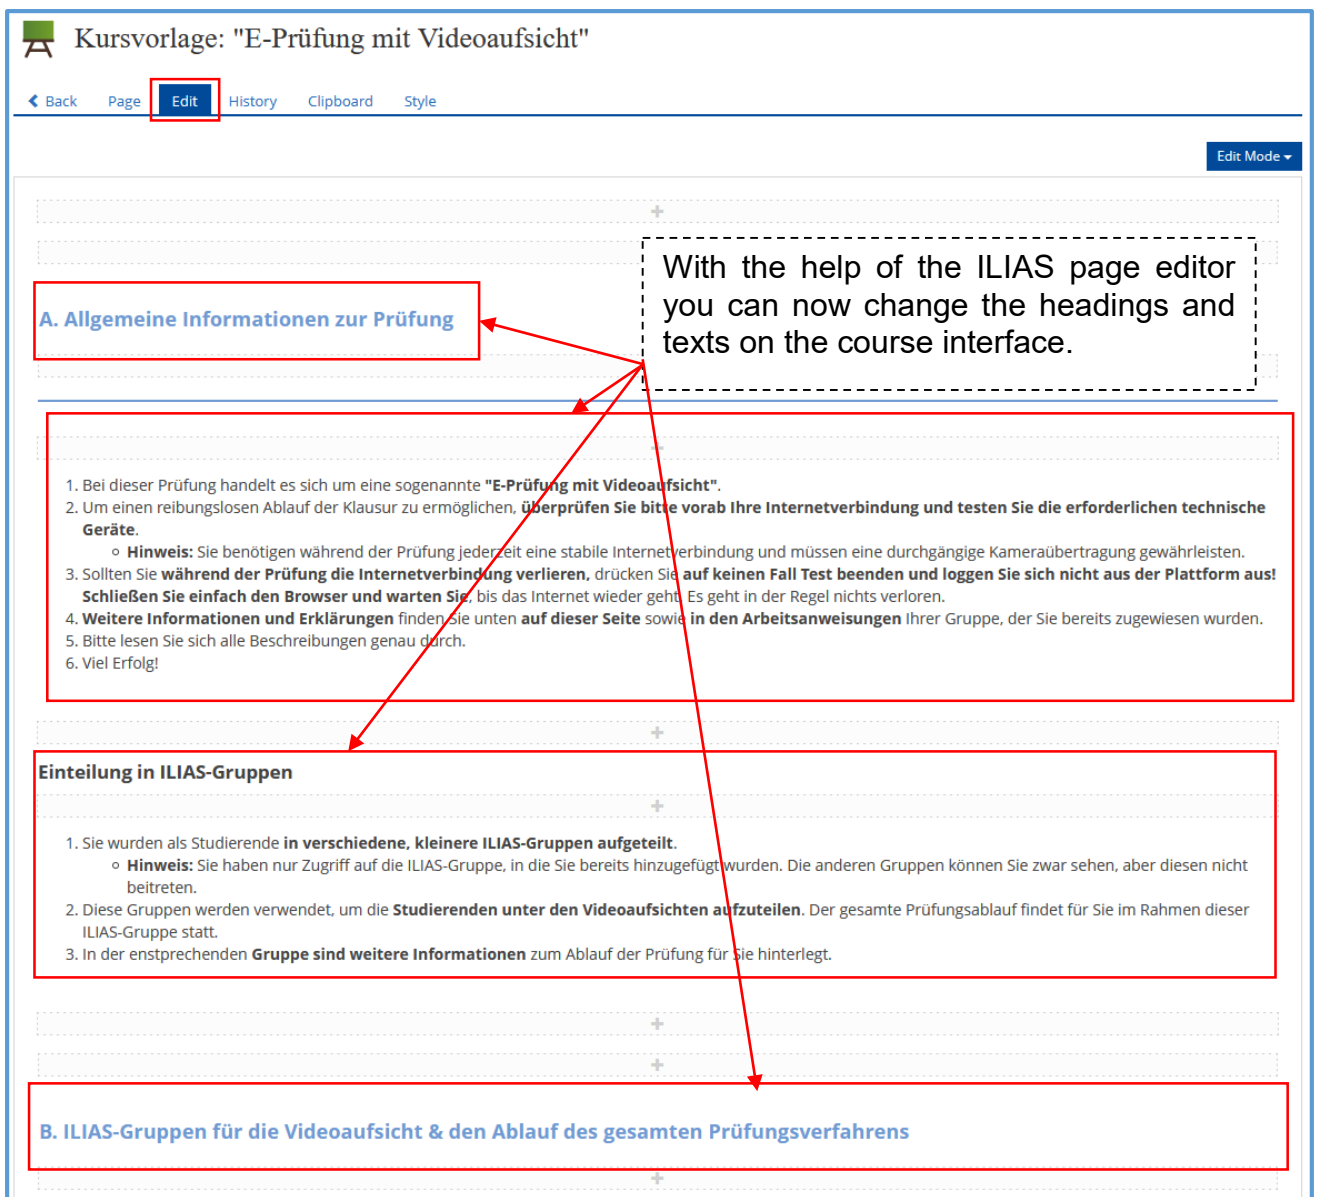 Kursvorlage: "E-Prüfung mit Videoaufsicht"
Back Page Edit History Clipboard Style
Edit Mode
With the help of the ILIAS page editor
you can now change the headings and
texts on the course interface.
A. Allgemeine Informationen zur Prüfung
1. Bei dieser Prüfung handelt es sich um eine sogenannte "E-Prüfung mit Videoaufsicht".
2. Um einen reibungslosen Ablauf der Klausur zu ermöglichen, überprüfen Sie bitte vorab Ihre Internetverbindung und testen Sie die erforderlichen technische
Geräte.
Hinweis: Sie benötigen während der Prüfung jederzeit eine stabile Internetverbindung und müssen eine durchgängige Kameraübertragung gewährleisten.
3. Sollten Sie während der Prüfung die Internetverbindung verlieren, drücken Sie auf keinen Fall Test beenden und loggen Sie sich nicht aus der Plattform aus!
Schließen Sie einfach den Browser und warten Sie, bis das Internet wieder geht. Es geht in der Regel nichts verloren.
4. Weitere Informationen und Erklärungen finden Sie unten auf dieser Seite sowie in den Arbeitsanweisungen Ihrer Gruppe, der Sie bereits zugewiesen wurden.
5. Bitte lesen Sie sich alle Beschreibungen genau durch.
6. Viel Erfolg!
Einteilung in ILIAS-Gruppen
1. Sie wurden als Studierende in verschiedene, kleinere ILIAS-Gruppen aufgeteilt.
Hinweis: Sie haben nur Zugriff auf die ILIAS-Gruppe, in die Sie bereits hinzugefügt wurden. Die anderen Gruppen können Sie zwar sehen, aber diesen nicht
beitreten.
2. Diese Gruppen werden verwendet, um die Studierenden unter den Videoaufsichten aufzuteilen. Der gesamte Prüfungsablauf findet für Sie im Rahmen dieser
ILIAS-Gruppe statt.
3. In der enstprechenden Gruppe sind weitere Informationen zum Ablauf der Prüfung für Sie hinterlegt.
B. ILIAS-Gruppen für die Videoaufsicht & den Ablauf des gesamten Prüfungsverfahrens